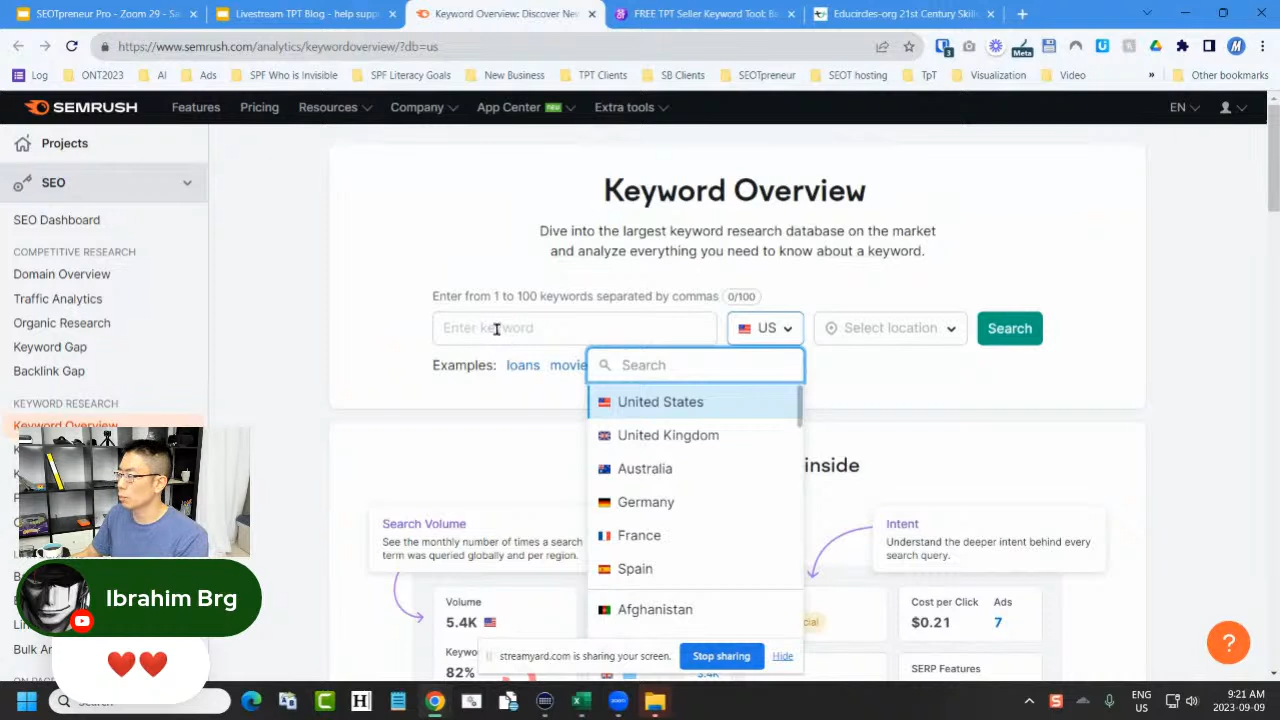 SEOTpreneur Pro - Zoom 29 - Sa
Livestream TPT Blog - help supp
Keyword Overview: Discover Ne
FREE TPT Seller Keyword Tool: B
Educircles-org 21st Century Skill
https://www.semrush.com/analytics/keywordoverview/?db=us
3
Meta
Log
ONT2023
AI
Ads
SPF Who is Invisible
SPF Literacy Goals
New Business
TPT Clients
SB Clients
SEOTpreneur
SEOT hosting
TpT
Visualization
Video
»
Other bookmarks
SEMRUSH
Features
Pricing
Resources
Company
App Center
Extra tools
EN
Projects
SEO
SEO Dashboard
COMPETITIVE RESEARCH
Domain Overview
Traffic Analytics
Organic Research
Keyword Gap
Backlink Gap
KEYWORD RESEARCH
Keyword Overview
Keyword Overview
Dive into the largest keyword research database on the market
and analyze everything you need to know about a keyword.
Enter from 1 to 100 keywords separated by commas 0/100
Enter keyword
US
Select location
Search
Examples: loans movie
Search
United States
United Kingdom
Australia
Germany
France
Spain
Afghanistan
inside
Search Volume
See the monthly number of times a search
term was queried globally and per region.
Intent
Understand the deeper intent behind every
search query.
Volume
5.4K
82%
Cost per Click Ads
$0.21 7
SERP Features
?
Ibrahim Brg
streamyard.com is sharing your screen.
Stop sharing
Hide
Search
H
S
ENG
US
9:21 AM
2023-09-09